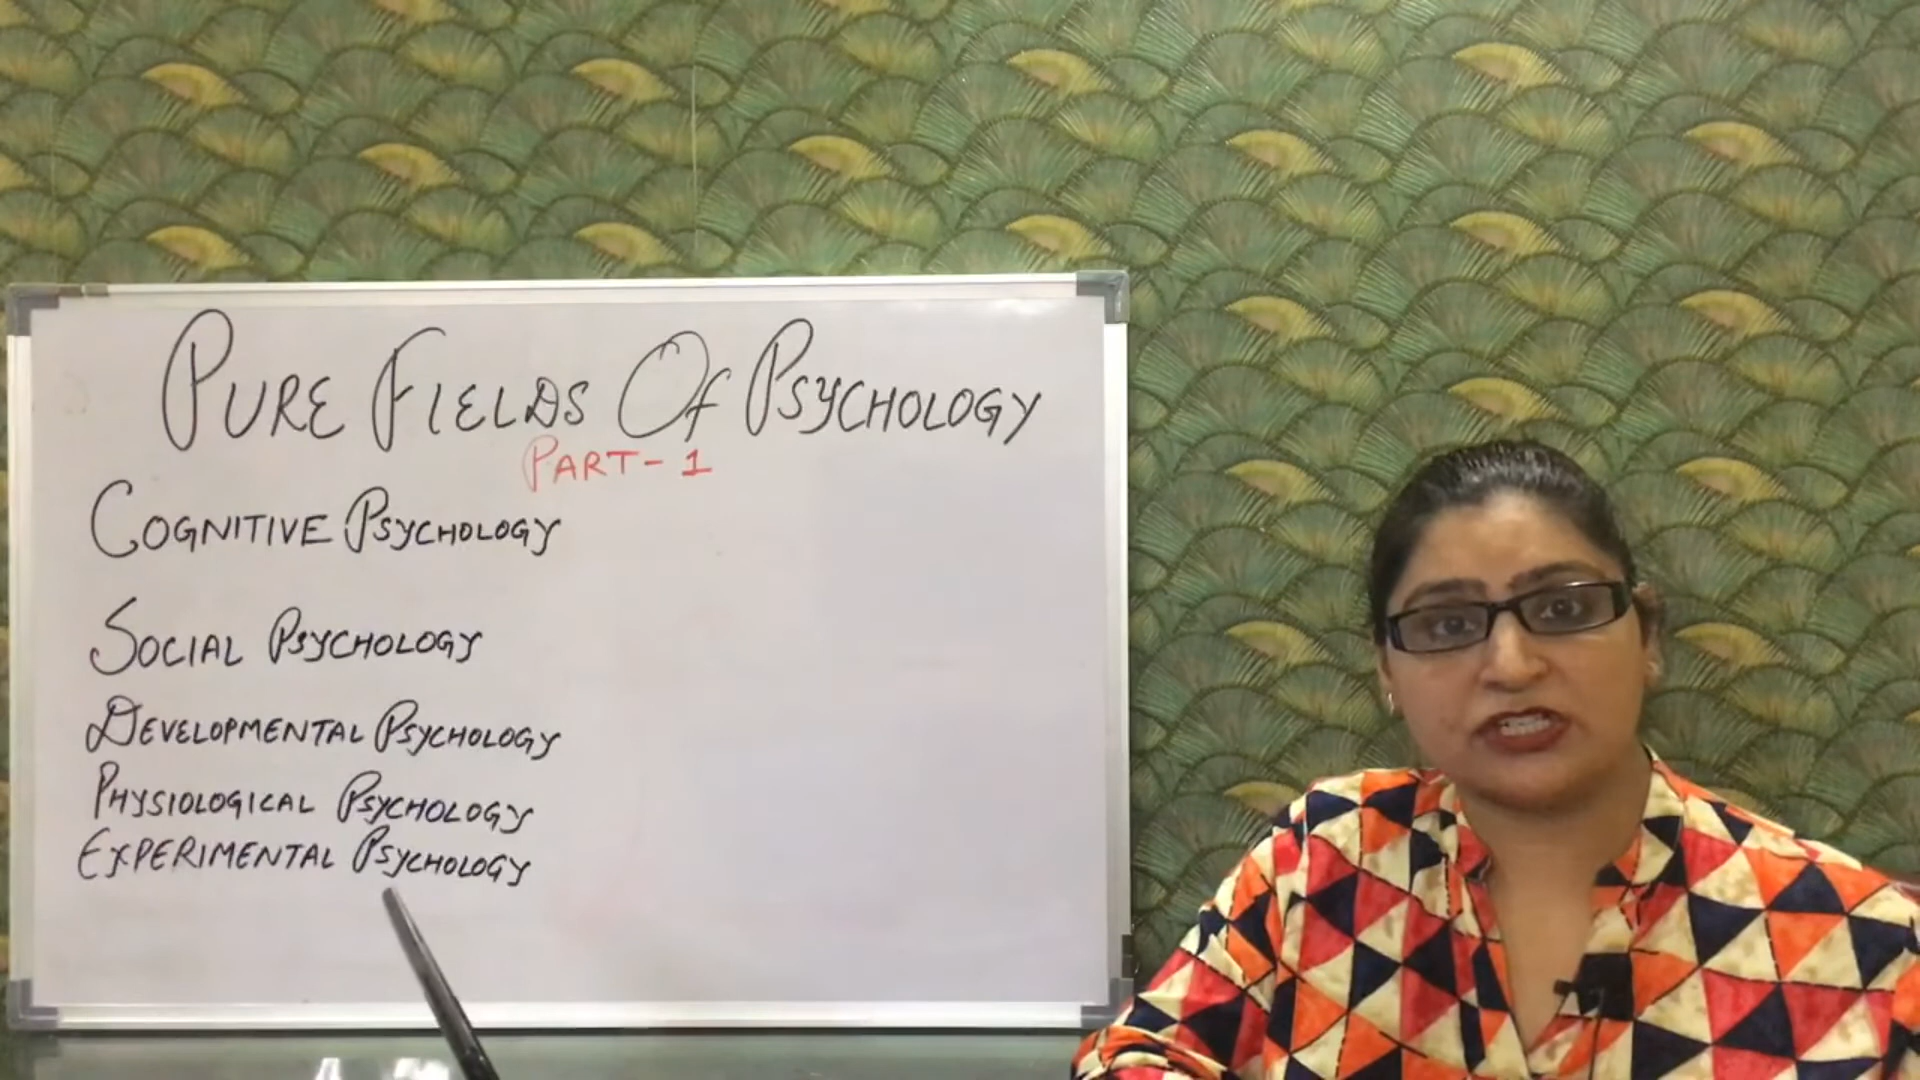 PURE FIELDS Of PSYCHOLOGY
PART-1
COGNITIVE PSYCHOLOGY
SOCIAL PSYCHOLOGY
DEVELOPMENTAL PSYCHOLOGY
PHYSIOLOGICAL PSYCHOLOGY
EXPERIMENTAL PSYCHOLOGY